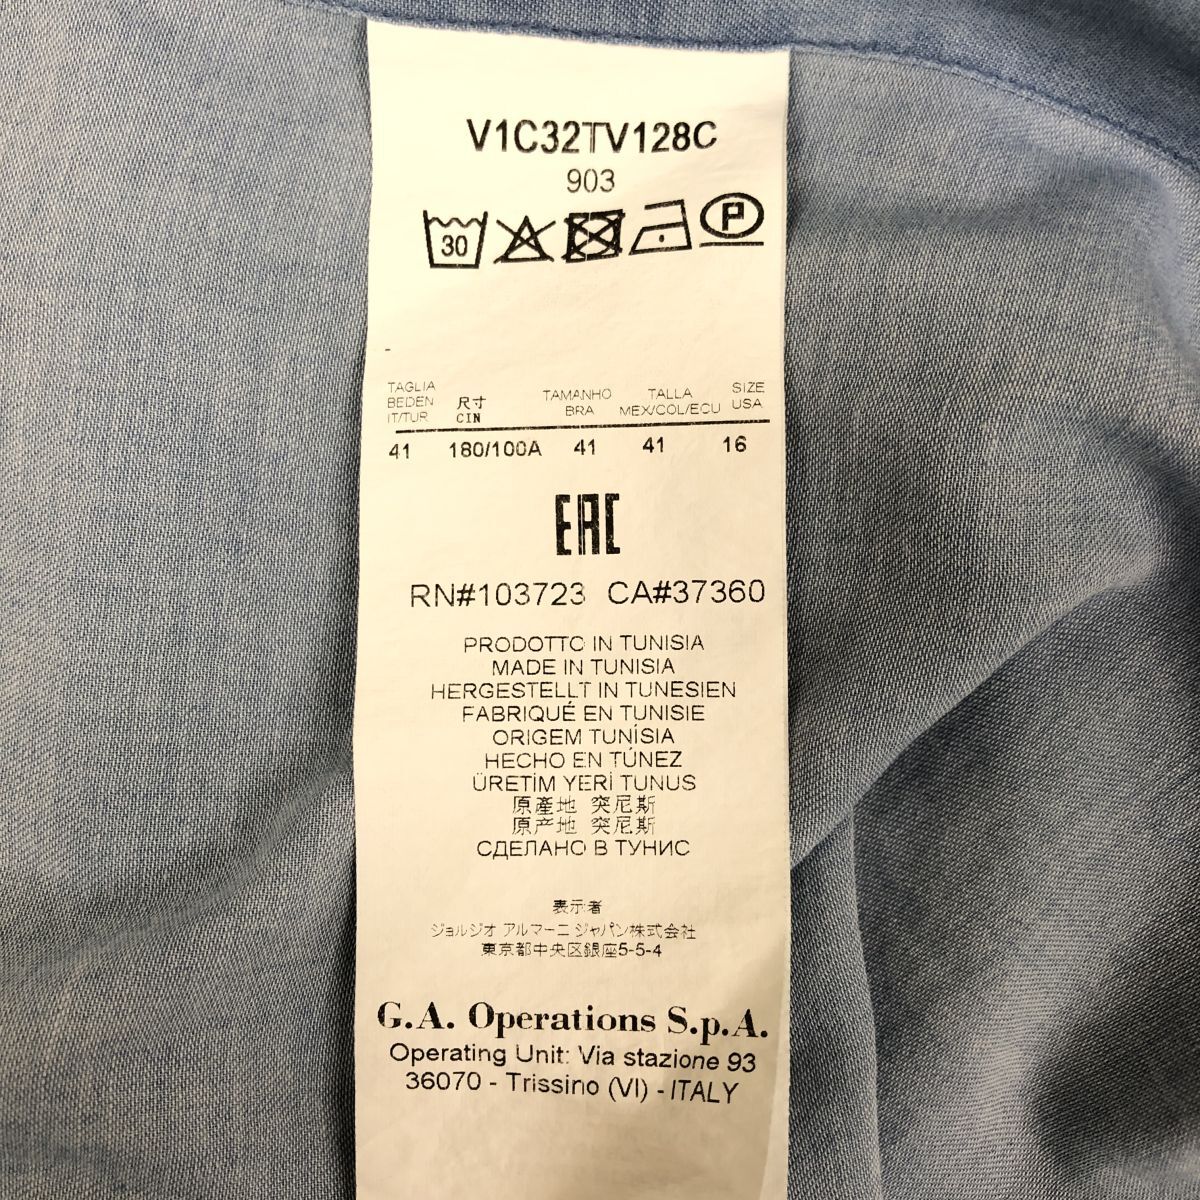 V1C32TV128C
903
30 P
TAGLIA BEDEN IT/TUR 尺寸 CIN TAMANHO BRA TALLA MEX/COL/ECU SIZE USA
41 180/100A 41 41 16
EAC
RN#103723 CA#37360
PRODOTTO IN TUNISIA
MADE IN TUNISIA
HERGESTELLT IN TUNESIEN
FABRIQUÉ EN TUNISIE
ORIGEM TUNÍSIA
HECHO EN TÚNEZ
ÜRETİM YERİ TUNUS
原產地 突尼斯
原产地 突尼斯
СДЕЛАНО В ТУНИС
表示者
ジョルジオ アルマーニ ジャパン株式会社
東京都中央区銀座5-5-4
G.A. Operations S.p.A.
Operating Unit: Via stazione 93
36070 - Trissino (VI) - ITALY